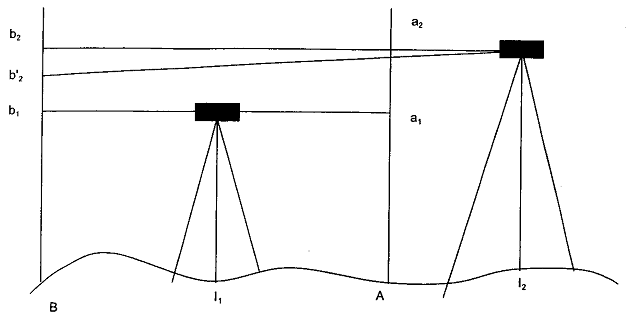 b₂ a₂
b'₂
b₁ a₁
B I₁ A I₂